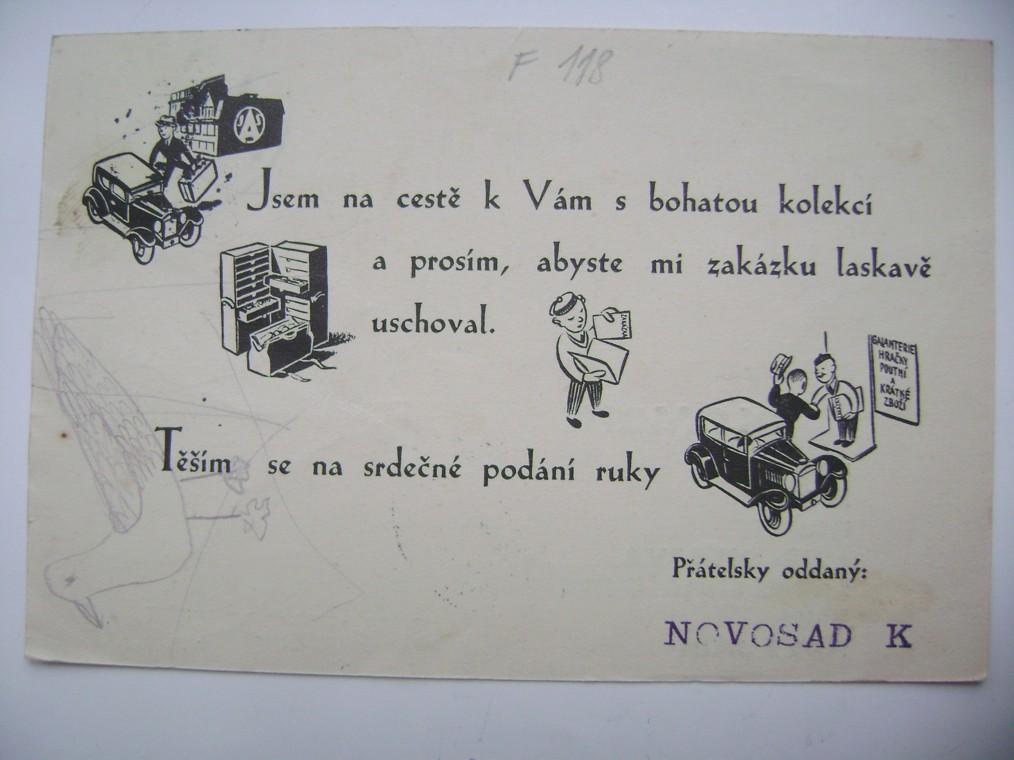 F 118
Jsem na cestě k Vám s bohatou kolekcí
a prosím, abyste mi zakázku laskavě
uschoval.
GALANTERIE
HRAČKY
POUTNÍ
A
KRÁTKÉ
ZBOŽÍ
Těším se na srdečné podání ruky
Přátelsky oddaný:
NOVOSAD K